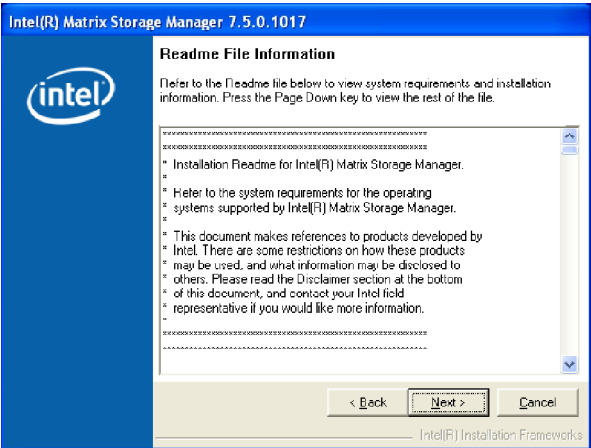 Intel(R) Matrix Storage Manager 7.5.0.1017
intel
Readme File Information
Refer to the Readme file below to view system requirements and installation
information. Press the Page Down key to view the rest of the file.
****************************************************
****************************************************
* Installation Readme for Intel(R) Matrix Storage Manager.
*
* Refer to the system requirements for the operating
* systems supported by Intel(R) Matrix Storage Manager.
*
* This document makes references to products developed by
* Intel. There are some restrictions on how these products
* may be used, and what information may be disclosed to
* others. Please read the Disclaimer section at the bottom
* of this document, and contact your Intel field
* representative if you would like more information.
*
****************************************************
****************************************************
< Back
Next >
Cancel
Intel(R) Installation Frameworks